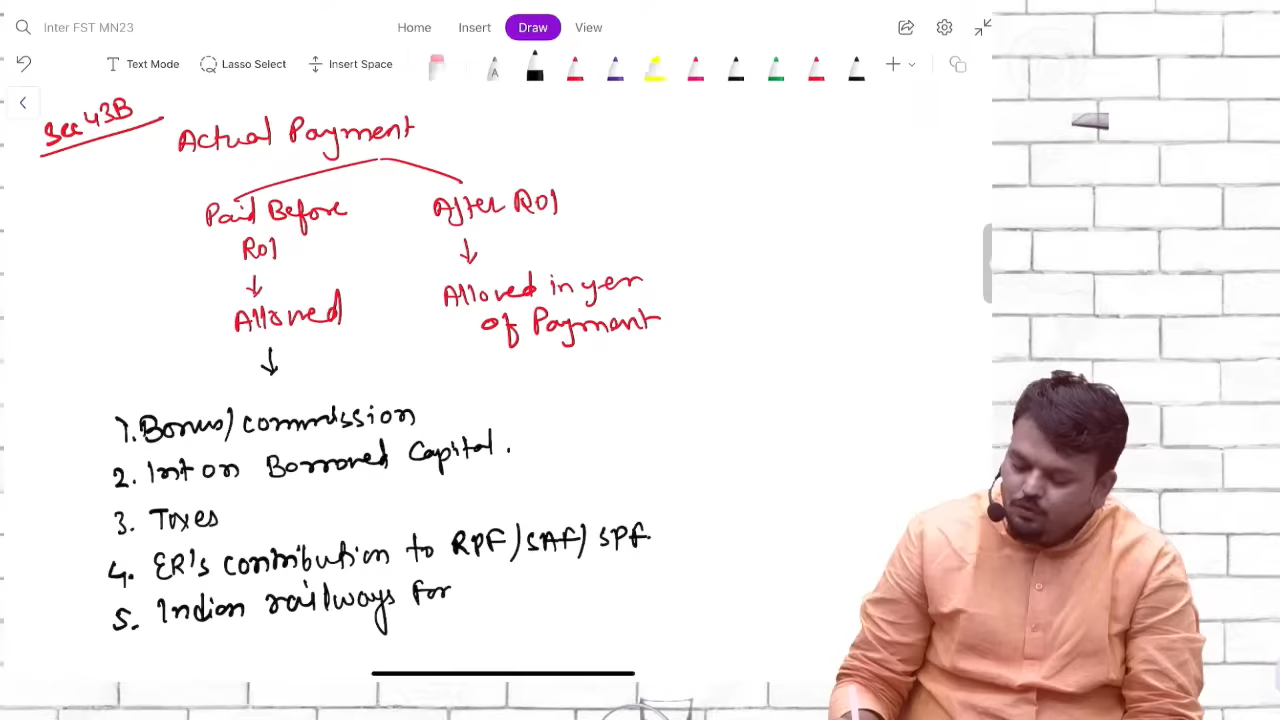 Inter FST MN23
Home
Insert
Draw
View
Text Mode
Lasso Select
Insert Space
Sec 43B
Actual Payment
Paid Before
ROI
Allowed
After ROI
Allowed in year
of Payment
1. Bonus/commission
2. Int on Borrowed Capital.
3. Taxes
4. ER's contribution to RPF/SAF/SPF
5. Indian railways for